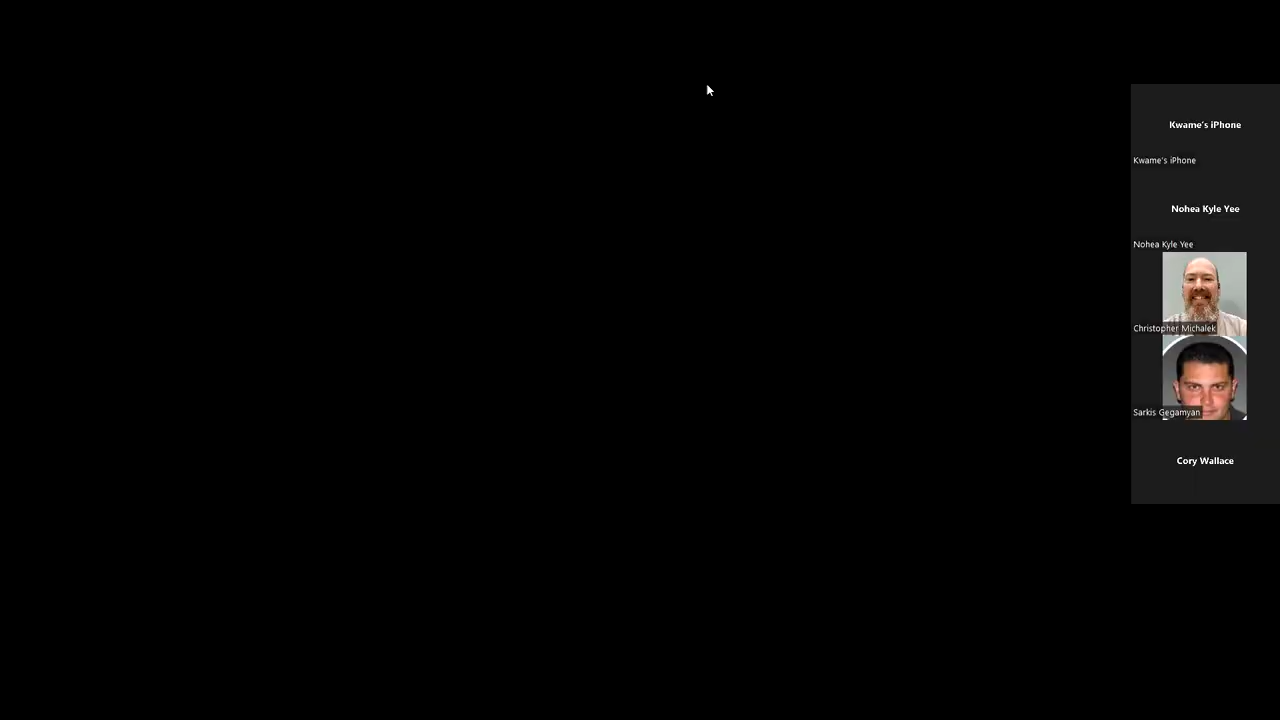 Kwame's iPhone
Kwame's iPhone
Nohea Kyle Yee
Nohea Kyle Yee
Christopher Michalek
Sarkis Gegamyan
Cory Wallace